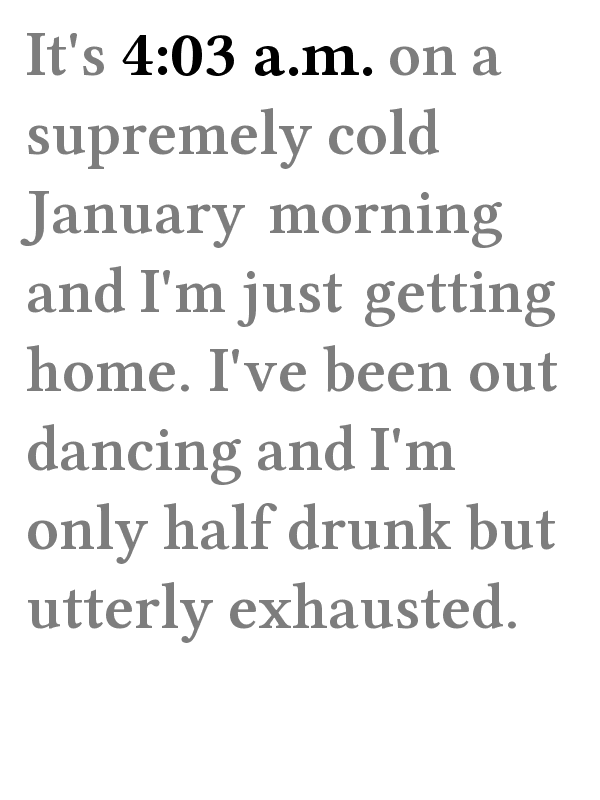 It's 4:03 a.m. on a
supremely cold
January morning
and I'm just getting
home. I've been out
dancing and I'm
only half drunk but
utterly exhausted.